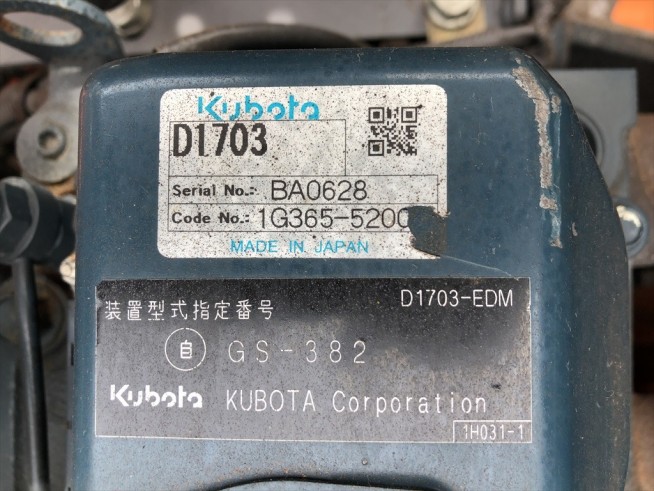 Kubota
D1703
Serial No.: BA0628
Code No.: 1G365-5200
MADE IN JAPAN
装置型式指定番号
D1703-EDM
自 GS-382
Kubota KUBOTA Corporation
1H031-1